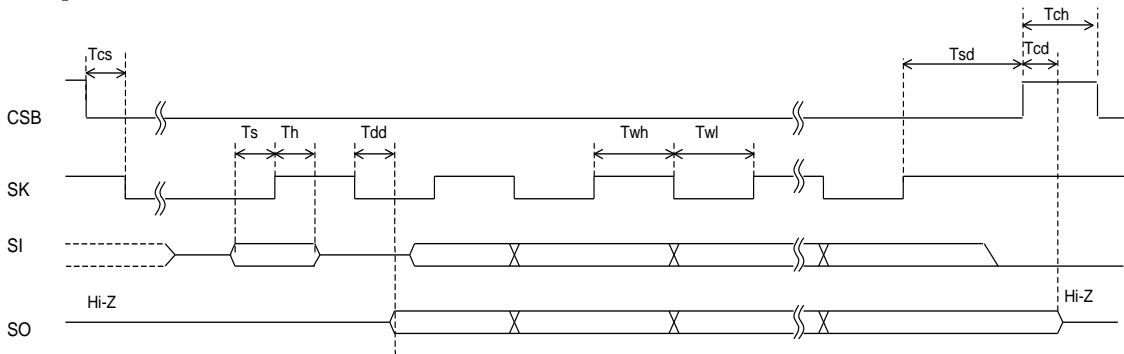 Tch
Tcs
Tsd
Tcd
CSB
Ts
Th
Tdd
Twh
Twl
SK
SI
Hi-Z
Hi-Z
SO